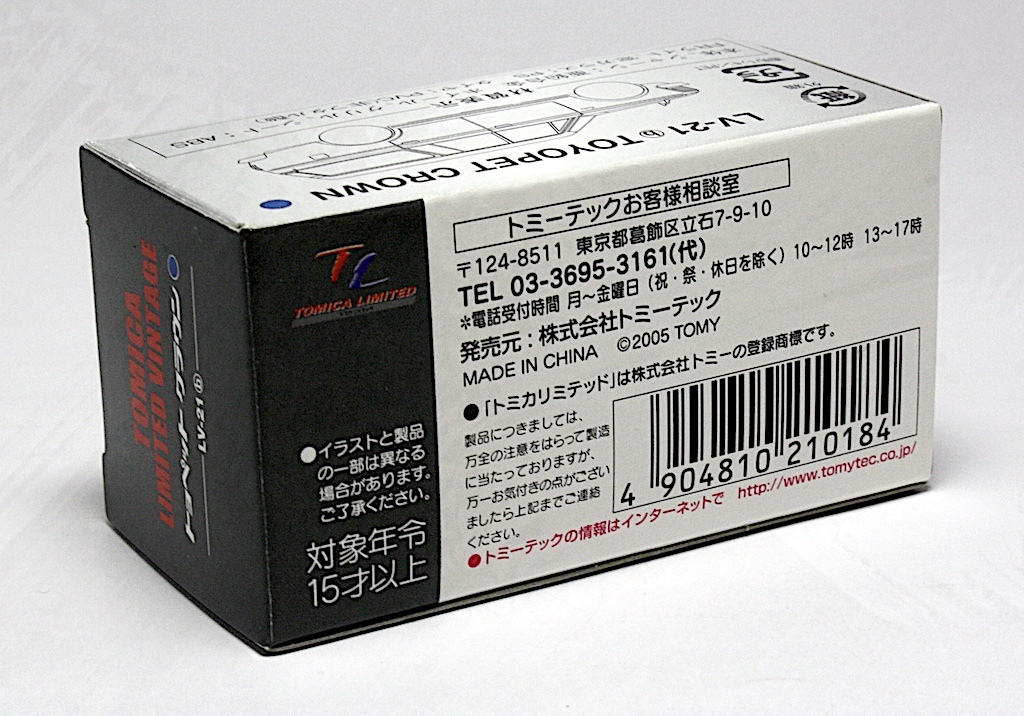 LV-21 ⓑ TOYOPET CROWN
材質表示
紙
TOMICA
LIMITED VINTAGE
トヨペットクラウン
LV-21 ⓑ
TL
TOMICA LIMITED
●イラストと製品
の一部は異なる
場合があります。
ご了承ください。
対象年令
15才以上
トミーテックお客様相談室
〒124-8511 東京都葛飾区立石7-9-10
TEL 03-3695-3161(代)
*電話受付時間 月〜金曜日（祝・祭・休日を除く）10〜12時 13〜17時
発売元：株式会社トミーテック
MADE IN CHINA ©2005 TOMY
●「トミカリミテッド」は株式会社トミーの登録商標です。
製品につきましては、
万全の注意をはらって製造
に当たっておりますが、
万一お気付きの点がござい
ましたら上記までご連絡
ください。
4 904810 210184
●トミーテックの情報はインターネットで http://www.tomytec.co.jp/